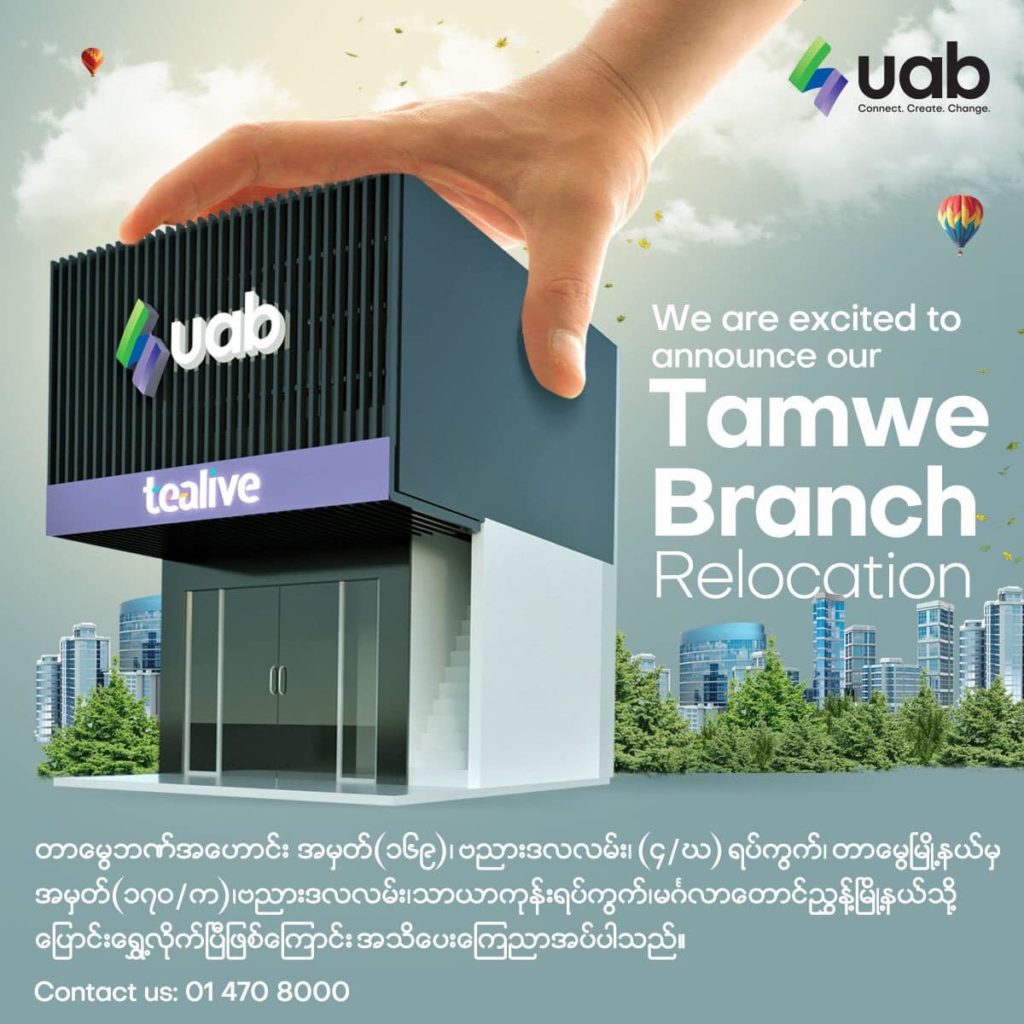 uab
Connect. Create. Change.
uab
tealive
We are excited to
announce our
Tamwe
Branch
Relocation
တာမွေဘဏ်အဟောင်း အမှတ်(၁၆၉)၊ ဗညားဒလလမ်း၊ (၄/ဃ) ရပ်ကွက်၊ တာမွေမြို့နယ်မှ
အမှတ်(၁၇၀/က)၊ဗညားဒလလမ်း၊သာယာကုန်းရပ်ကွက်၊မင်္ဂလာတောင်ညွှန့်မြို့နယ်သို့
ပြောင်းရွှေ့လိုက်ပြီဖြစ်ကြောင်း အသိပေးကြေညာအပ်ပါသည်။
Contact us: 01 470 8000